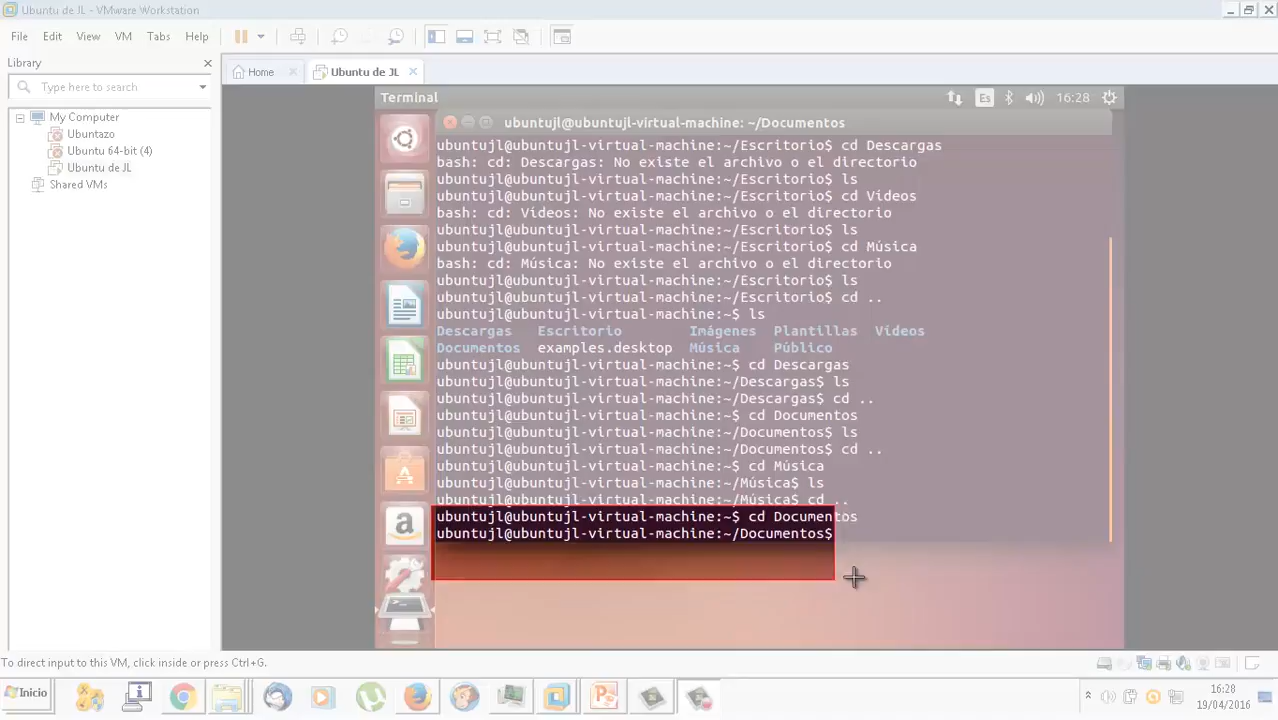 Ubuntu de JL - VMware Workstation
File Edit View VM Tabs Help
Library
Type here to search
My Computer
Ubuntazo
Ubuntu 64-bit (4)
Ubuntu de JL
Shared VMs
Home
Ubuntu de JL
Terminal
Es
16:28
ubuntujl@ubuntujl-virtual-machine: ~/Documentos
ubuntujl@ubuntujl-virtual-machine:~/Escritorio$ cd Descargas
bash: cd: Descargas: No existe el archivo o el directorio
ubuntujl@ubuntujl-virtual-machine:~/Escritorio$ ls
ubuntujl@ubuntujl-virtual-machine:~/Escritorio$ cd Vídeos
bash: cd: Vídeos: No existe el archivo o el directorio
ubuntujl@ubuntujl-virtual-machine:~/Escritorio$ ls
ubuntujl@ubuntujl-virtual-machine:~/Escritorio$ cd Música
bash: cd: Música: No existe el archivo o el directorio
ubuntujl@ubuntujl-virtual-machine:~/Escritorio$ ls
ubuntujl@ubuntujl-virtual-machine:~/Escritorio$ cd ..
ubuntujl@ubuntujl-virtual-machine:~$ ls
Descargas Escritorio Imágenes Plantillas Vídeos
Documentos examples.desktop Música Público
ubuntujl@ubuntujl-virtual-machine:~$ cd Descargas
ubuntujl@ubuntujl-virtual-machine:~/Descargas$ ls
ubuntujl@ubuntujl-virtual-machine:~/Descargas$ cd ..
ubuntujl@ubuntujl-virtual-machine:~$ cd Documentos
ubuntujl@ubuntujl-virtual-machine:~/Documentos$ ls
ubuntujl@ubuntujl-virtual-machine:~/Documentos$ cd ..
ubuntujl@ubuntujl-virtual-machine:~$ cd Música
ubuntujl@ubuntujl-virtual-machine:~/Música$ ls
ubuntujl@ubuntujl-virtual-machine:~/Música$ cd ..
ubuntujl@ubuntujl-virtual-machine:~$ cd Documentos
ubuntujl@ubuntujl-virtual-machine:~/Documentos$
To direct input to this VM, click inside or press Ctrl+G.
Inicio
16:28
19/04/2016